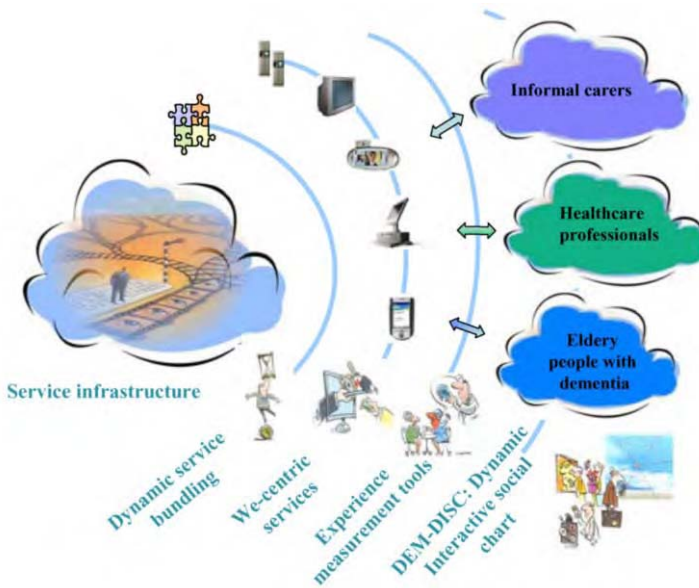 Informal carers
Healthcare
professionals
Eldery
people with
dementia
Service infrastructure
Dynamic service
bundling
We-centric
services
Experience
measurement tools
DEM-DISC: Dynamic
Interactive social
chart